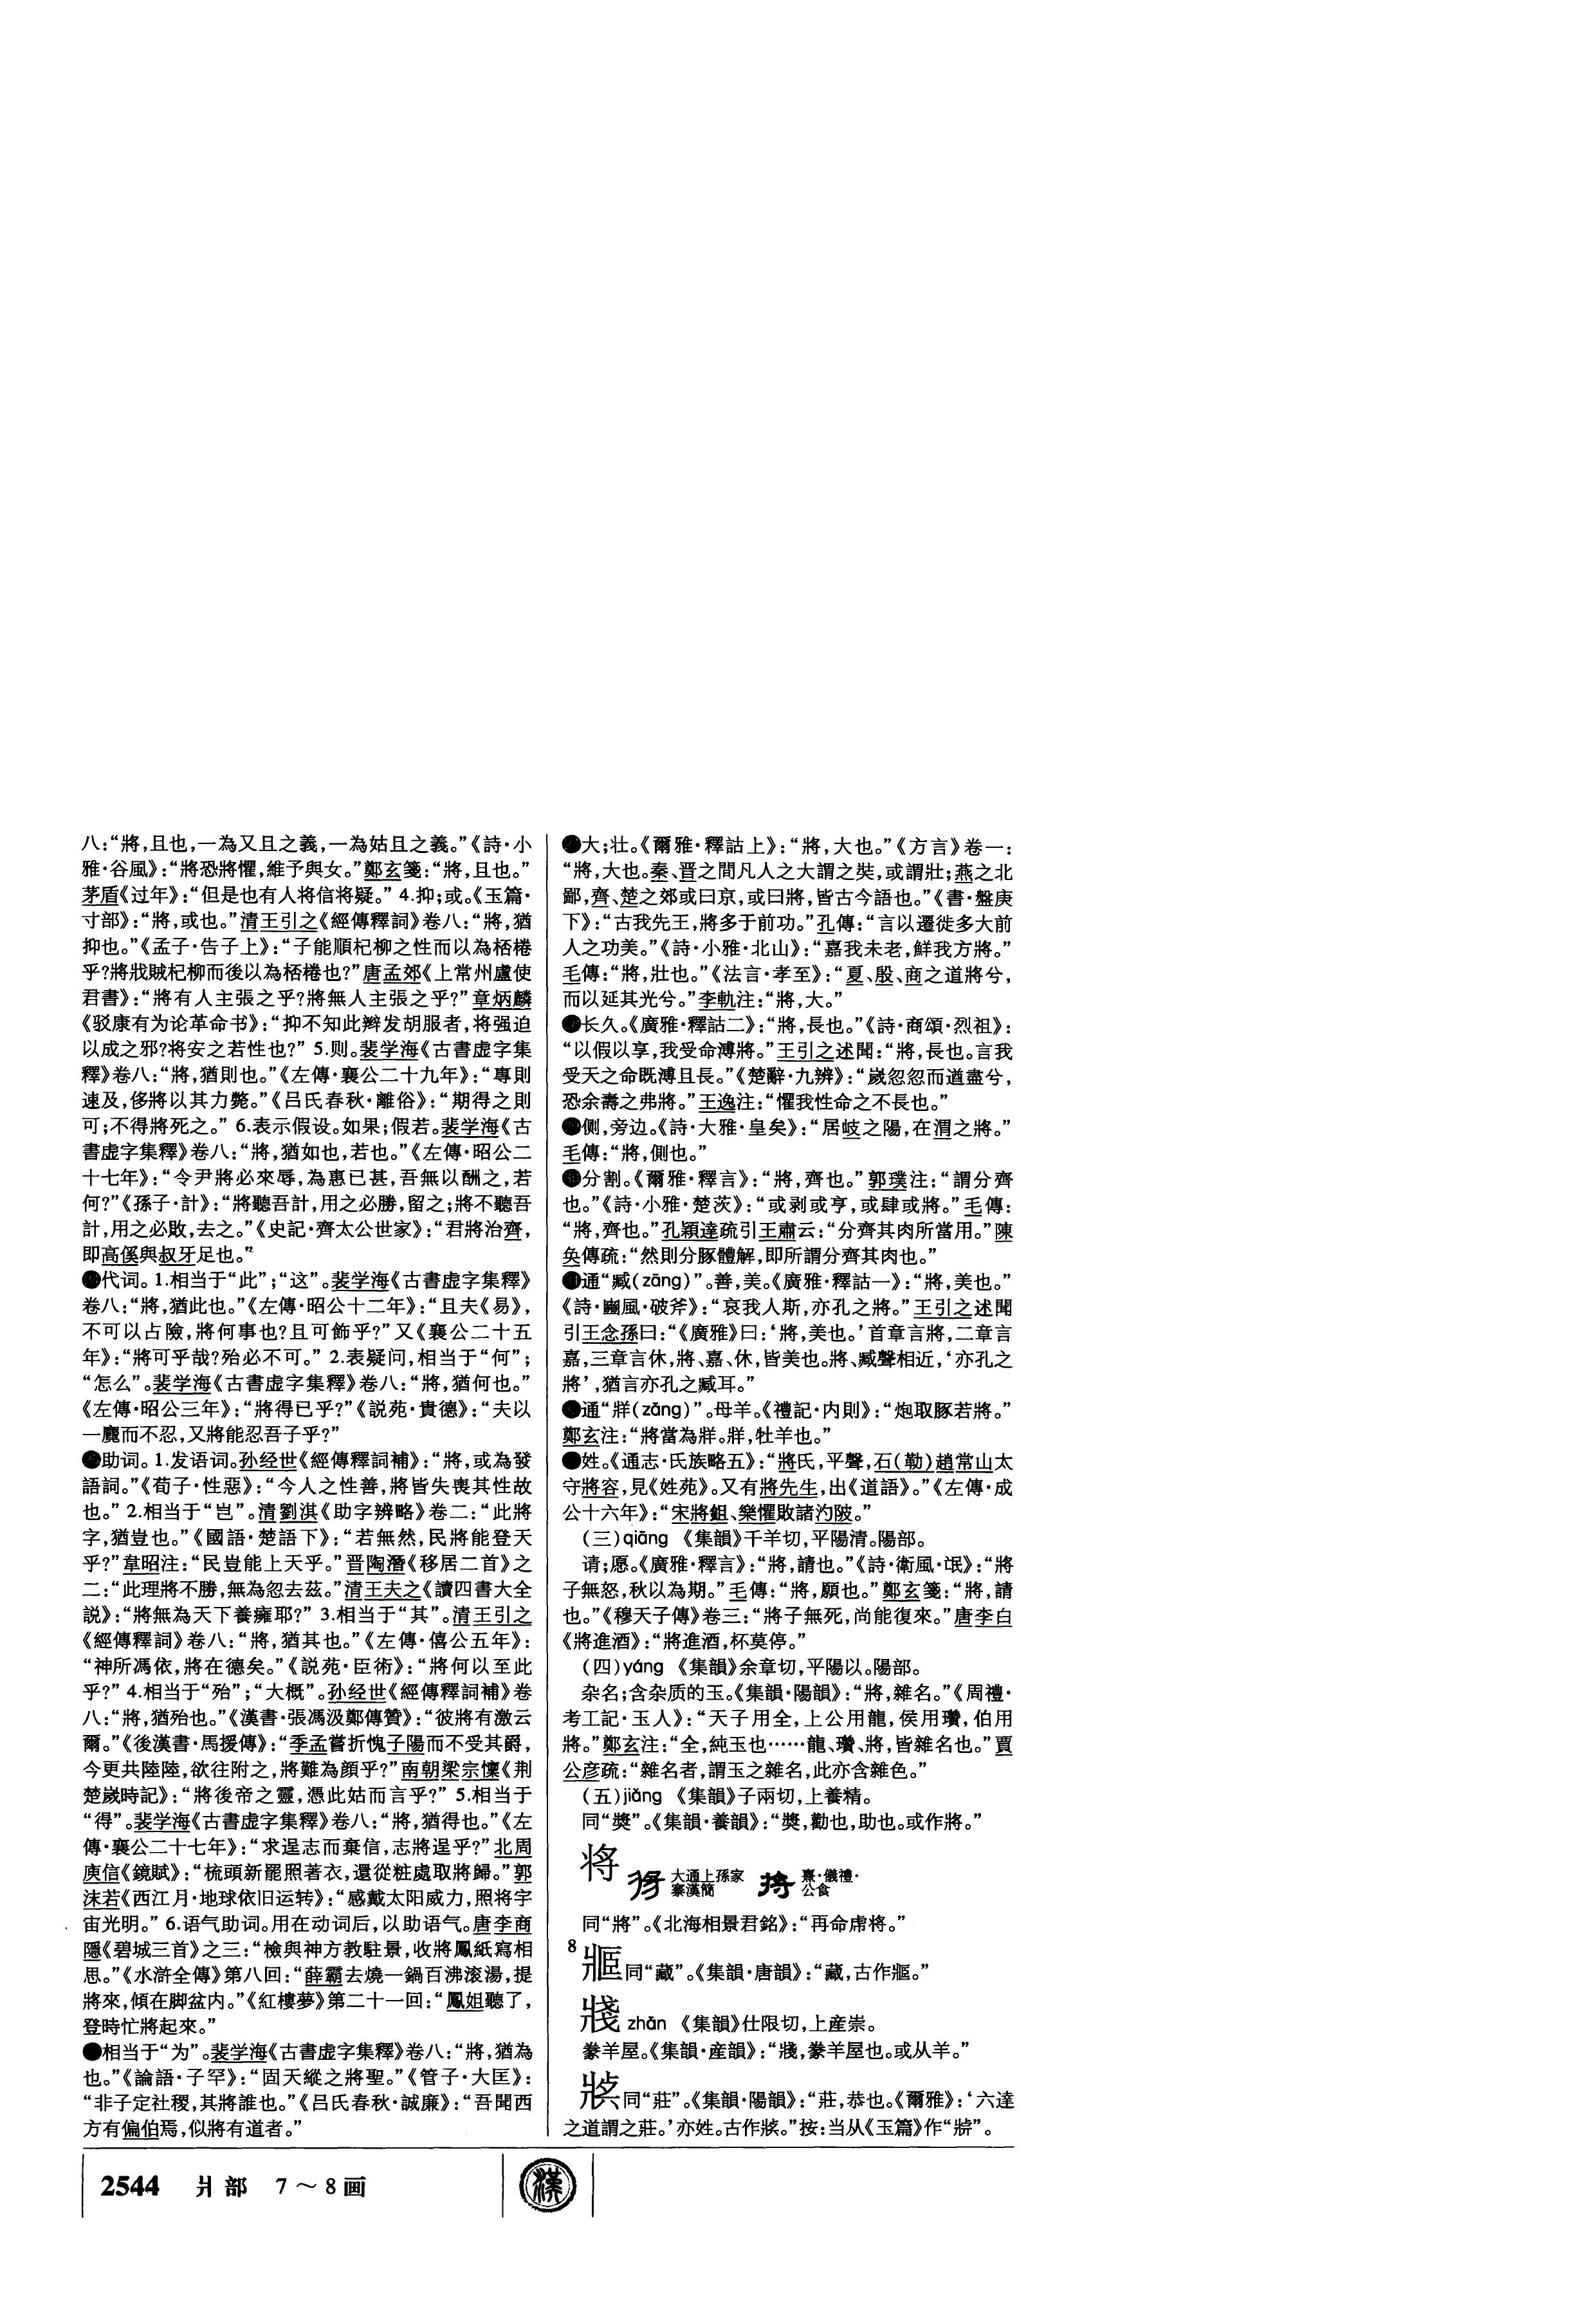 八：“將，且也，一為又且之義，一為姑且之義。”《詩·小
雅·谷風》：“將恐將懼，維予與女。”鄭玄箋：“將，且也。”
茅盾《过年》：“但是也有人将信将疑。” 4.抑；或。《玉篇·
寸部》：“將，或也。”清王引之《經傳釋詞》卷八：“將，猶
抑也。”《孟子·告子上》：“子能順杞柳之性而以為桮棬
乎？將戕賊杞柳而後以為桮棬也？”唐孟郊《上常州盧使
君書》：“將有人主張之乎？將無人主張之乎？”章炳麟
《驳康有为论革命书》：“抑不知此辫发胡服者，将强迫
以成之邪？将安之若性也？” 5.则。裴学海《古書虚字集
釋》卷八：“將，猶則也。”《左傳·襄公二十九年》：“專則
速及，侈將以其力斃。”《吕氏春秋·離俗》：“期得之則
可；不得將死之。” 6.表示假设。如果；假若。裴学海《古
書虚字集釋》卷八：“將，猶如也，若也。”《左傳·昭公二
十七年》：“令尹將必來辱，為惠已甚，吾無以酬之，若
何？”《孫子·計》：“將聽吾計，用之必勝，留之；將不聽吾
計，用之必敗，去之。”《史記·齊太公世家》：“君將治齊，
即高傒與叔牙足也。”
代词。1.相当于“此”；“这”。裴学海《古書虚字集釋》
卷八：“將，猶此也。”《左傳·昭公十二年》：“且夫《易》，
不可以占險，將何事也？且可飾乎？”又《襄公二十五
年》：“將可乎哉？殆必不可。” 2.表疑问，相当于“何”；
“怎么”。裴学海《古書虚字集釋》卷八：“將，猶何也。”
《左傳·昭公三年》：“將得已乎？”《説苑·貴德》：“夫以
一麑而不忍，又將能忍吾子乎？”
助词。1.发语词。孙经世《經傳釋詞補》：“將，或為發
語詞。”《荀子·性惡》：“今人之性善，將皆失喪其性故
也。” 2.相当于“岂”。清劉淇《助字辨略》卷二：“此將
字，猶豈也。”《國語·楚語下》：“若無然，民將能登天
乎？”韋昭注：“民豈能上天乎。”晋陶潛《移居二首》之
二：“此理將不勝，無為忽去茲。”清王夫之《讀四書大全
説》：“將無為天下養癰耶？” 3.相当于“其”。清王引之
《經傳釋詞》卷八：“將，猶其也。”《左傳·僖公五年》：
“神所馮依，將在德矣。”《説苑·臣術》：“將何以至此
乎？” 4.相当于“殆”；“大概”。孙经世《經傳釋詞補》卷
八：“將，猶殆也。”《漢書·張馮汲鄭傳贊》：“彼將有激云
爾。”《後漢書·馬援傳》：“季孟嘗折愧子陽而不受其爵，
今更共陸陸，欲往附之，將難為顔乎？”南朝梁宗懔《荆
楚嵗時記》：“將後帝之靈，憑此姑而言乎？” 5.相当于
“得”。裴学海《古書虚字集釋》卷八：“將，猶得也。”《左
傳·襄公二十七年》：“求逞志而棄信，志將逞乎？”北周
庾信《鏡賦》：“梳頭新罷照著衣，還從粧處取將歸。”郭
沫若《西江月·地球依旧运转》：“感戴太阳威力，照将宇
宙光明。” 6.语气助词。用在动词后，以助语气。唐李商
隱《碧城三首》之三：“檢與神方教駐景，收將鳳紙寫相
思。”《水滸全傳》第八回：“薛霸去燒一鍋百沸滚湯，提
將來，傾在脚盆内。”《紅樓夢》第二十一回：“鳳姐聽了，
登時忙將起來。”
相当于“为”。裴学海《古書虚字集釋》卷八：“將，猶為
也。”《論語·子罕》：“固天縱之將聖。”《管子·大匡》：
“非子定社稷，其將誰也。”《吕氏春秋·誠廉》：“吾聞西
方有偏伯焉，似將有道者。”
大；壮。《爾雅·釋詁上》：“將，大也。”《方言》卷一：
“將，大也。秦、晋之間凡人之大謂之奘，或謂壯；燕之北
鄙，齊、楚之郊或曰京，或曰將，皆古今語也。”《書·盤庚
下》：“古我先王，將多于前功。”孔傳：“言以遷徙多大前
人之功美。”《詩·小雅·北山》：“嘉我未老，鮮我方將。”
毛傳：“將，壯也。”《法言·孝至》：“夏、殷、商之道將兮，
而以延其光兮。”李軌注：“將，大。”
长久。《廣雅·釋詁二》：“將，長也。”《詩·商頌·烈祖》：
“以假以享，我受命溥將。”王引之述聞：“將，長也。言我
受天之命既溥且長。”《楚辭·九辨》：“嵗忽忽而遒盡兮，
恐余壽之弗將。”王逸注：“懼我性命之不長也。”
侧，旁边。《詩·大雅·皇矣》：“居岐之陽，在渭之將。”
毛傳：“將，側也。”
分割。《爾雅·釋言》：“將，齊也。”郭璞注：“謂分齊
也。”《詩·小雅·楚茨》：“或剥或亨，或肆或將。”毛傳：
“將，齊也。”孔穎達疏引王肅云：“分齊其肉所當用。”陳
奂傳疏：“然則分豚體解，即所謂分齊其肉也。”
通“臧（zāng）”。善，美。《廣雅·釋詁一》：“將，美也。”
《詩·豳風·破斧》：“哀我人斯，亦孔之將。”王引之述聞
引王念孫曰：“《廣雅》曰：‘將，美也。’首章言將，二章言
嘉，三章言休，將、嘉、休，皆美也。將、臧聲相近，‘亦孔之
將’，猶言亦孔之臧耳。”
通“牂（zāng）”。母羊。《禮記·内則》：“炮取豚若將。”
鄭玄注：“將當為牂。牂，牡羊也。”
姓。《通志·氏族略五》：“將氏，平聲，石（勒）趙常山太
守將容，見《姓苑》。又有將先生，出《道語》。”《左傳·成
公十六年》：“宋將鉏、樂懼敗諸汋陂。”
（三）qiāng 《集韻》千羊切，平陽清。陽部。
请；愿。《廣雅·釋言》：“將，請也。”《詩·衛風·氓》：“將
子無怒，秋以為期。”毛傳：“將，願也。”鄭玄箋：“將，請
也。”《穆天子傳》卷三：“將子無死，尚能復來。”唐李白
《將進酒》：“將進酒，杯莫停。”
（四）yáng 《集韻》余章切，平陽以。陽部。
杂名；含杂质的玉。《集韻·陽韻》：“將，雜名。”《周禮·
考工記·玉人》：“天子用全，上公用龍，侯用瓚，伯用
將。”鄭玄注：“全，純玉也……龍、瓚、將，皆雜名也。”賈
公彦疏：“雜名者，謂玉之雜名，此亦含雜色。”
（五）jiǎng 《集韻》子兩切，上養精。
同“奬”。《集韻·養韻》：“奬，勸也，助也。或作將。”
将 大通上孫家寨漢簡 熹·儀禮·公食
同“將”。《北海相景君銘》：“再命虏将。”
8
同“藏”。《集韻·唐韻》：“藏，古作。”
牋 zhǎn 《集韻》仕限切，上産崇。
豢羊屋。《集韻·産韻》：“牋，豢羊屋也。或从羊。”
同“莊”。《集韻·陽韻》：“莊，恭也。《爾雅》：‘六達
之道謂之莊。’亦姓。古作。”按：当从《玉篇》作“”。
2544 爿部 7～8画
漢